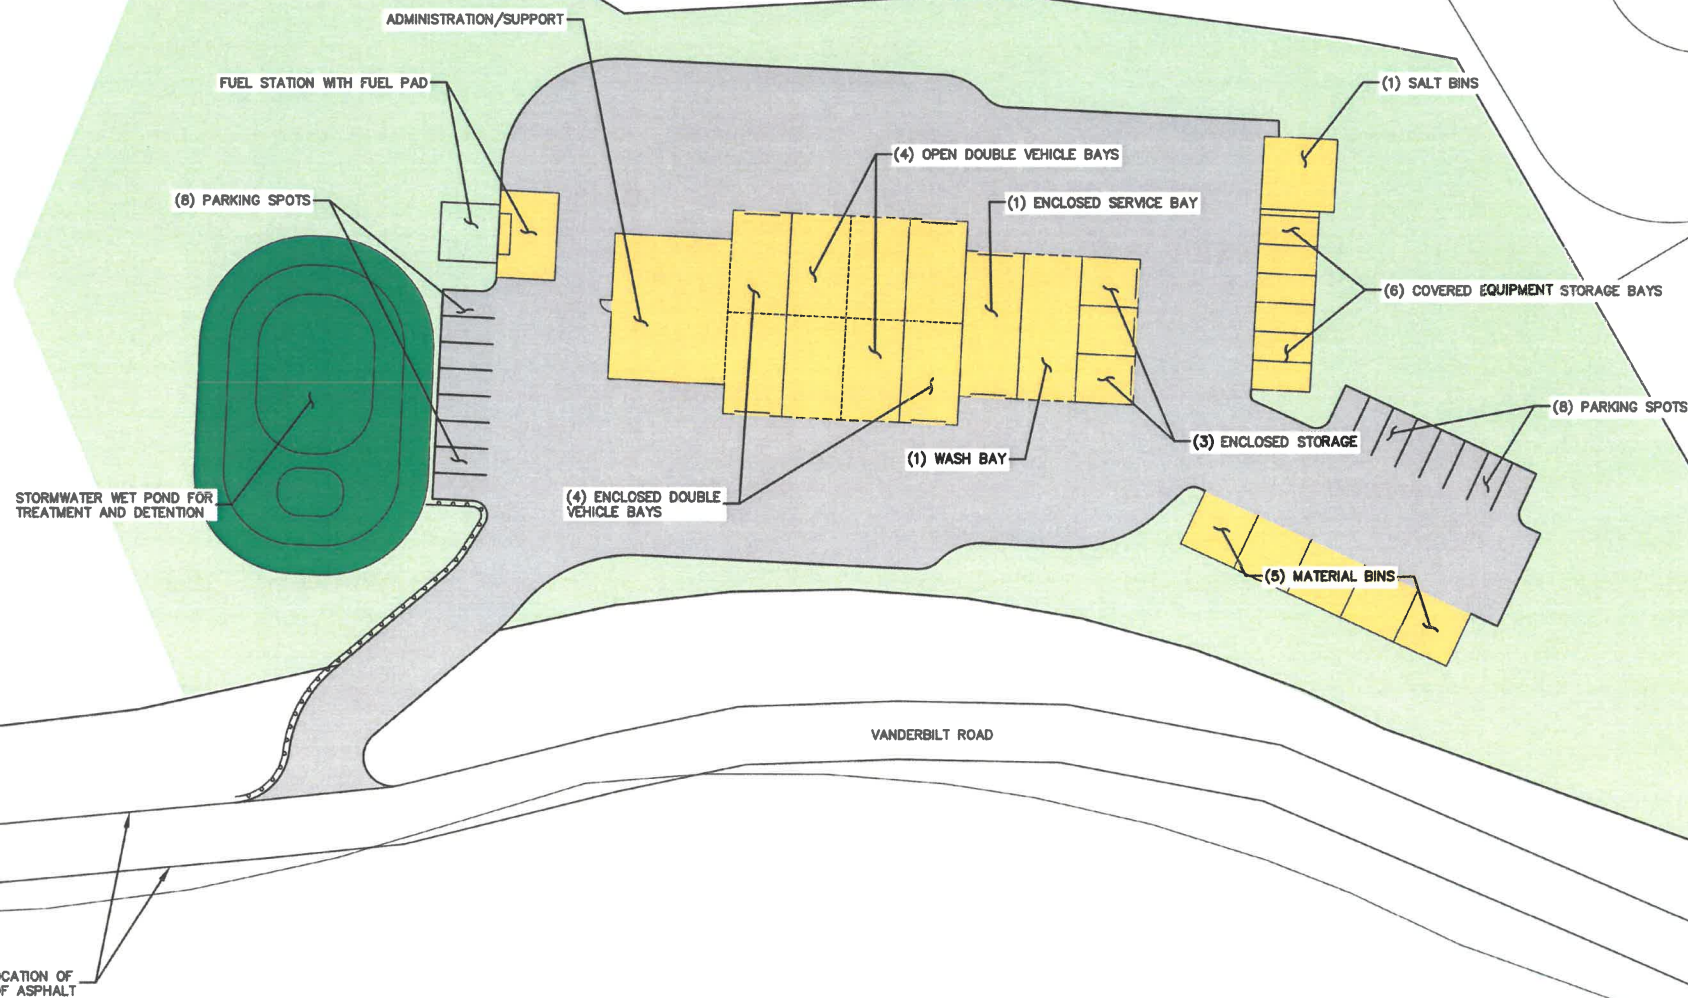 ADMINISTRATION/SUPPORT
FUEL STATION WITH FUEL PAD
(1) SALT BINS
(4) OPEN DOUBLE VEHICLE BAYS
(8) PARKING SPOTS
(1) ENCLOSED SERVICE BAY
(6) COVERED EQUIPMENT STORAGE BAYS
(8) PARKING SPOTS
(3) ENCLOSED STORAGE
(1) WASH BAY
STORMWATER WET POND FOR
TREATMENT AND DETENTION
(4) ENCLOSED DOUBLE
VEHICLE BAYS
(5) MATERIAL BINS
VANDERBILT ROAD
OF
ASPHALT